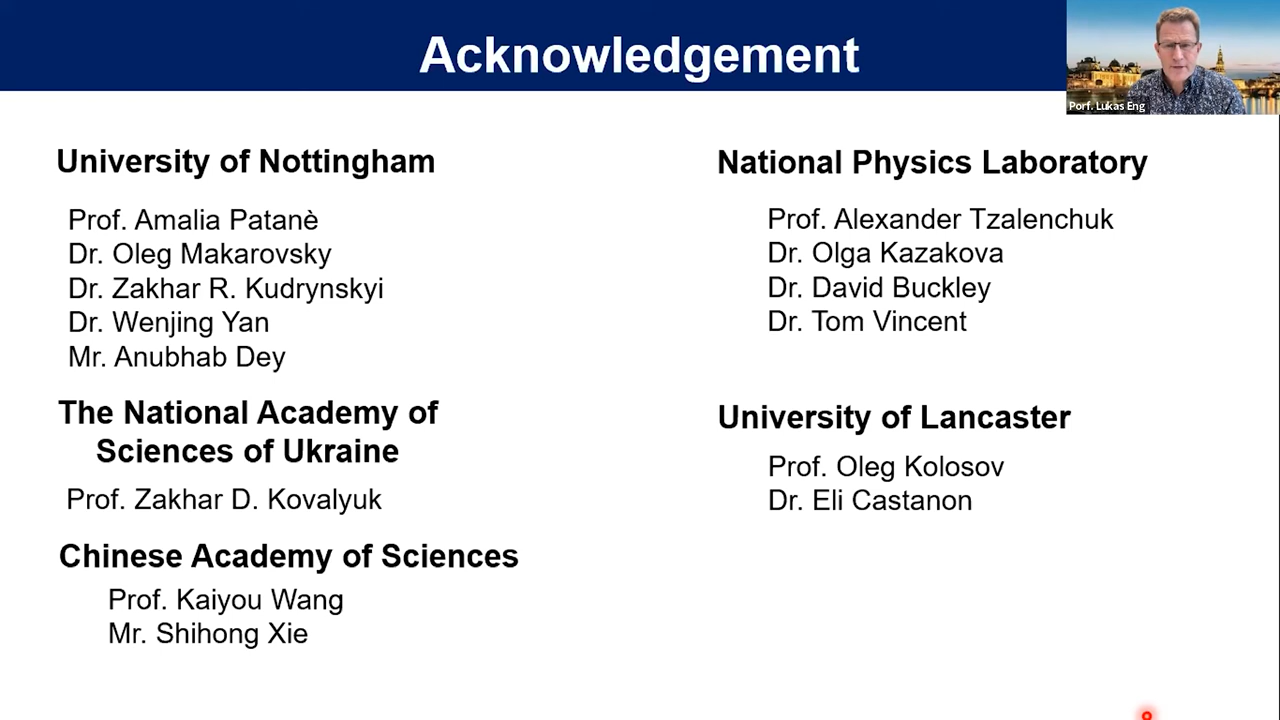 Acknowledgement
Porf. Lukas Eng
University of Nottingham
Prof. Amalia Patanè
Dr. Oleg Makarovsky
Dr. Zakhar R. Kudrynskyi
Dr. Wenjing Yan
Mr. Anubhab Dey
The National Academy of
Sciences of Ukraine
Prof. Zakhar D. Kovalyuk
Chinese Academy of Sciences
Prof. Kaiyou Wang
Mr. Shihong Xie
National Physics Laboratory
Prof. Alexander Tzalenchuk
Dr. Olga Kazakova
Dr. David Buckley
Dr. Tom Vincent
University of Lancaster
Prof. Oleg Kolosov
Dr. Eli Castanon